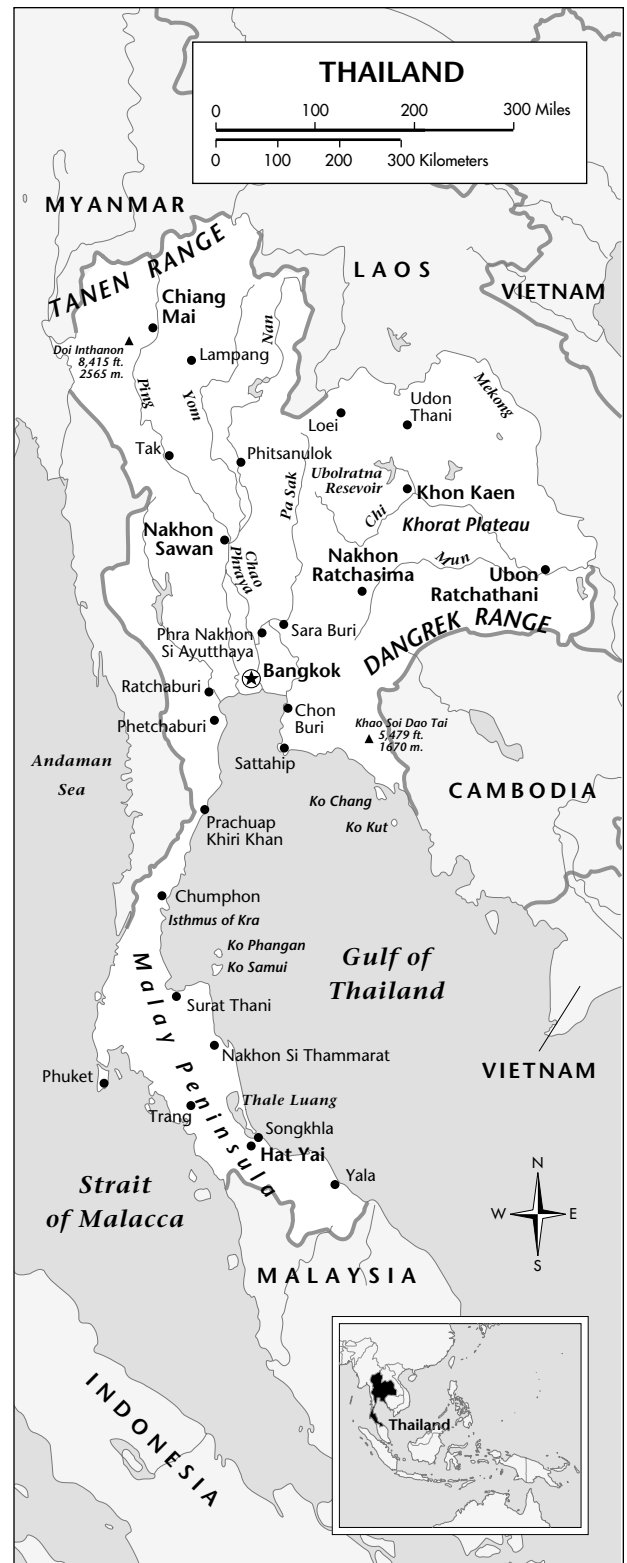 THAILAND
0 100 200 300 Miles
0 100 200 300 Kilometers
MYANMAR
TANEN RANGE
LAOS
VIETNAM
Chiang
Mai
Doi Inthanon
8,415 ft.
2565 m.
Lampang
Nan
Ping
Yom
Mekong
Loei
Udon
Thani
Tak
Phitsanulok
Pa Sak
Ubolratna
Resevoir
Khon Kaen
Chi
Khorat Plateau
Nakhon
Sawan
Chao
Phraya
Nakhon
Ratchasima
Mun
Ubon
Ratchathani
Phra Nakhon
Si Ayutthaya
Sara Buri
DANGREK RANGE
Bangkok
Ratchaburi
Phetchaburi
Chon
Buri
Khao Soi Dao Tai
5,479 ft.
1670 m.
Andaman
Sea
Sattahip
CAMBODIA
Ko Chang
Ko Kut
Prachuap
Khiri Khan
Chumphon
Isthmus of Kra
Ko Phangan
Ko Samui
Gulf of
Thailand
Malay Peninsula
Surat Thani
Nakhon Si Thammarat
Phuket
VIETNAM
Thale Luang
Trang
Songkhla
Hat Yai
Yala
Strait
of Malacca
N
W E
S
MALAYSIA
INDONESIA
Thailand